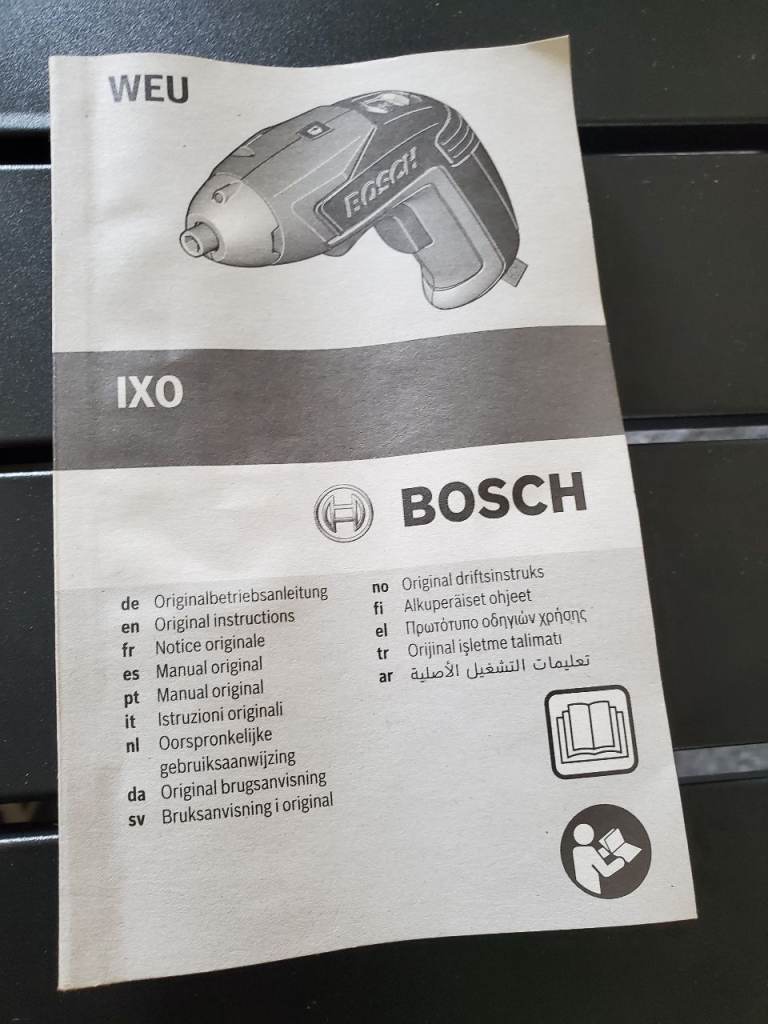 WEU
BOSCH
IXO
BOSCH
de Originalbetriebsanleitung
en Original instructions
fr Notice originale
es Manual original
pt Manual original
it Istruzioni originali
nl Oorspronkelijke
gebruiksaanwijzing
da Original brugsanvisning
sv Bruksanvisning i original
no Original driftsinstruks
fi Alkuperäiset ohjeet
el Πρωτότυπο οδηγιών χρήσης
tr Orijinal işletme talimatı
ar تعليمات التشغيل الأصلية